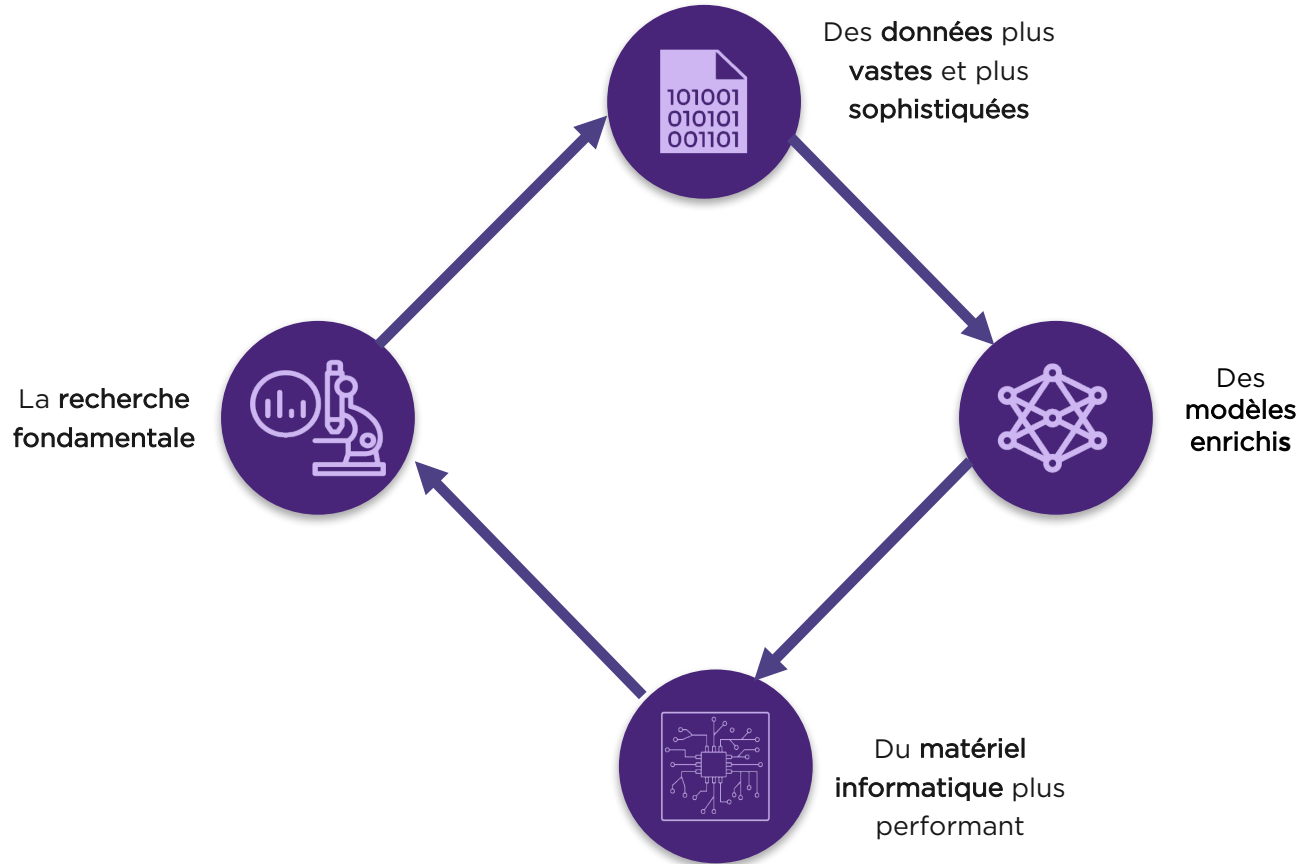 Des données plus
vastes et plus
sophistiquées
101001
010101
001101
La recherche
fondamentale
Des
modèles
enrichis
Du matériel
informatique plus
performant